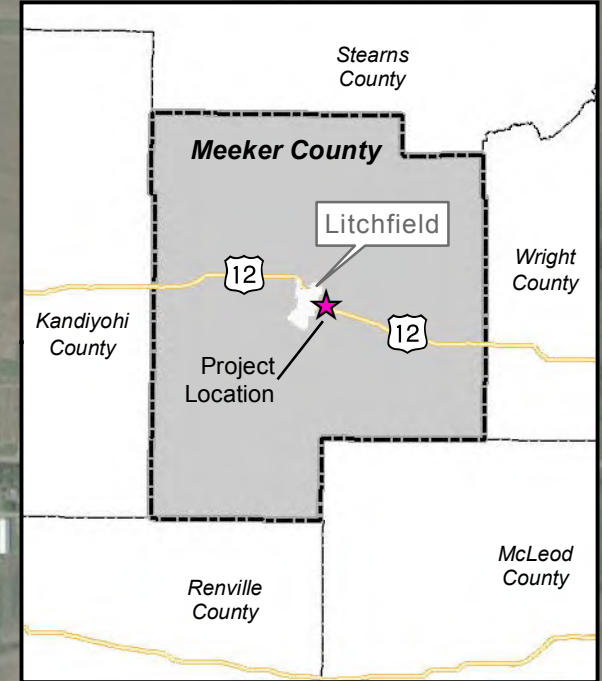 Stearns
County
Meeker County
Litchfield
12
Wright
County
Kandiyohi
County
12
Project
Location
McLeod
County
Renville
County